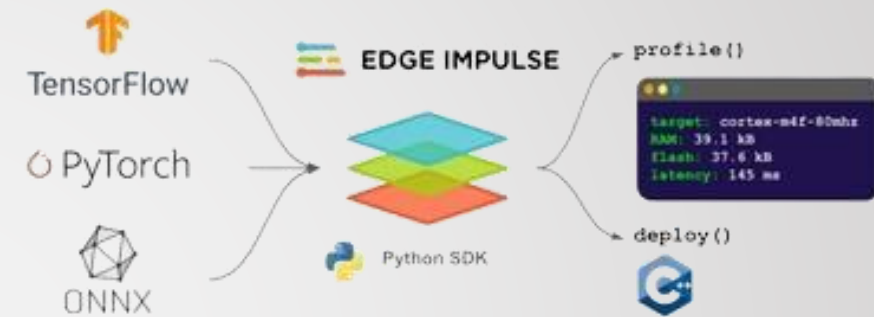 TensorFlow
PyTorch
ONNX
EDGE IMPULSE
Python SDK
profile()
target: cortex-m4f-80mhz
RAM: 39.1 kB
flash: 37.6 kB
latency: 145 ms
deploy()
C++